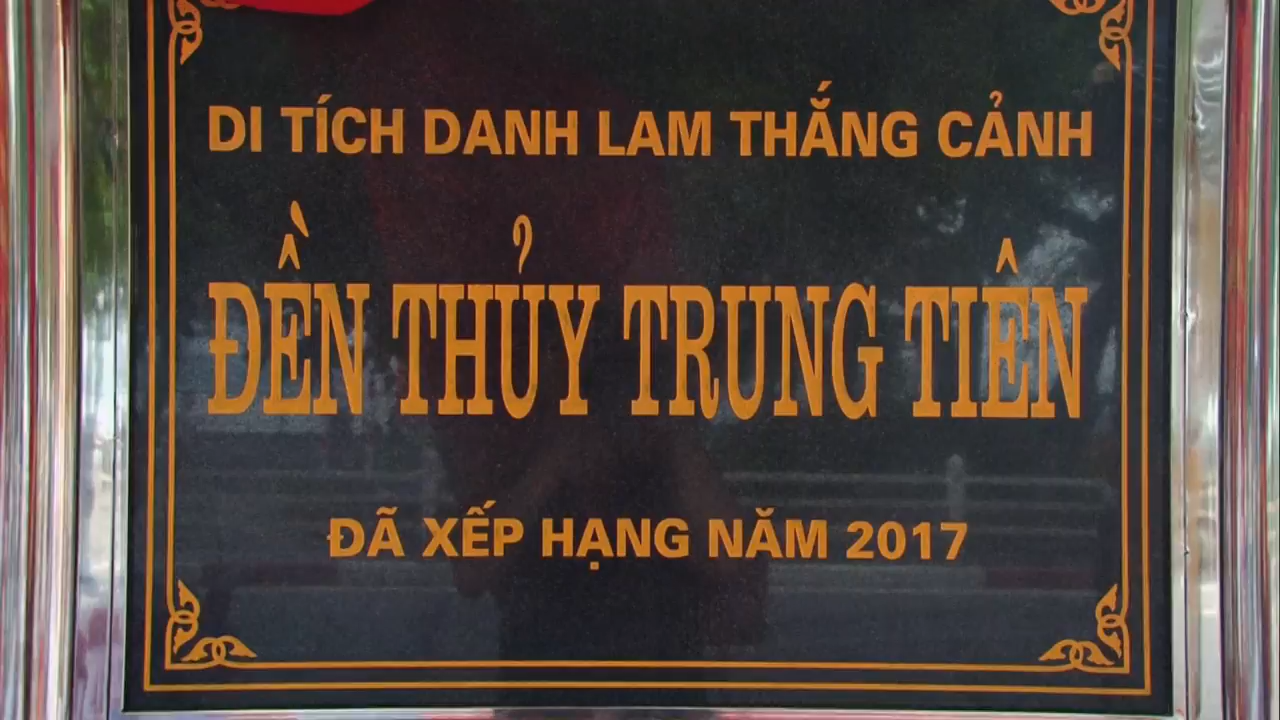 DI TÍCH DANH LAM THẮNG CẢNH
ĐỀN THỦY TRUNG TIÊN
ĐÃ XẾP HẠNG NĂM 2017